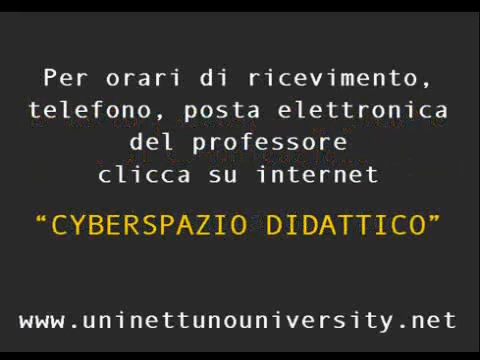 Per orari di ricevimento,
telefono, posta elettronica
del professore
clicca su internet
“CYBERSPAZIO DIDATTICO”
www.uninettunouniversity.net